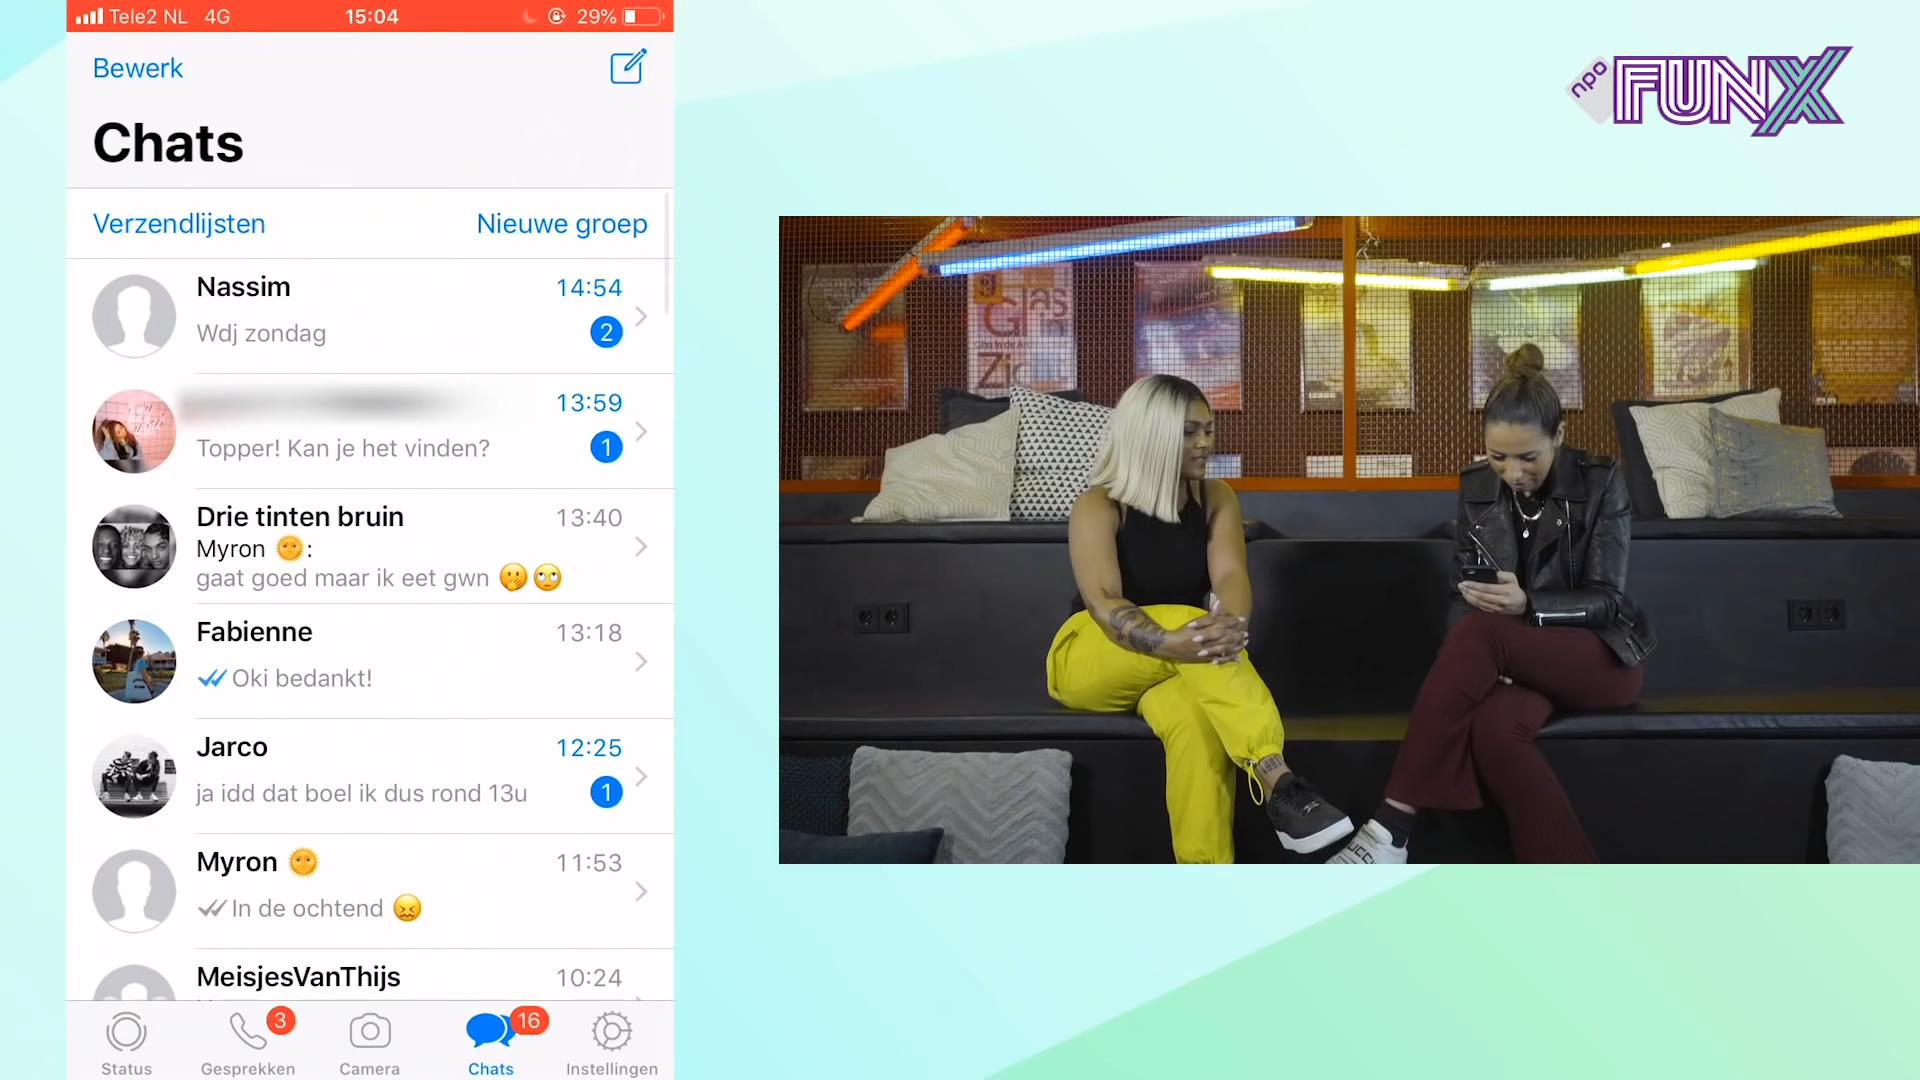 Tele2 NL 4G 15:04 29%
Bewerk
Chats
Verzendlijsten Nieuwe groep
Nassim 14:54
Wdj zondag 2
13:59
Topper! Kan je het vinden? 1
Drie tinten bruin 13:40
Myron 🌞:
gaat goed maar ik eet gwn 🤭🙄
Fabienne 13:18
Oki bedankt!
Jarco 12:25
ja idd dat boel ik dus rond 13u 1
Myron 🌞 11:53
In de ochtend 😖
MeisjesVanThijs 10:24
3 16
Status Gesprekken Camera Chats Instellingen
npo FUNX
Glas
Zi